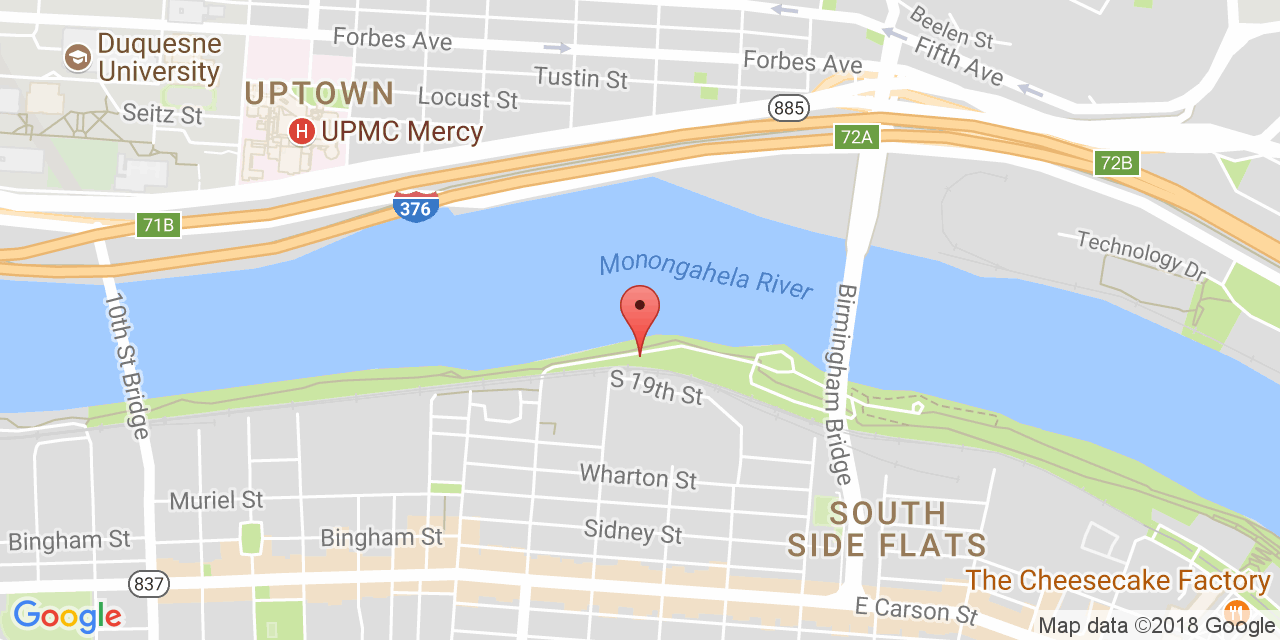 Beelen St
Forbes Ave
Fifth Ave
Duquesne
University
Forbes Ave
Tustin St
UPTOWN
Locust St
Seitz St
885
H UPMC Mercy
72A
72B
376
71B
Technology Dr
Monongahela River
10th St Bridge
Birmingham Bridge
S 19th St
Wharton St
Muriel St
SOUTH
SIDE FLATS
Sidney St
Bingham St
Bingham St
837
The Cheesecake Factory
E Carson St
Google
Map data ©2018 Google